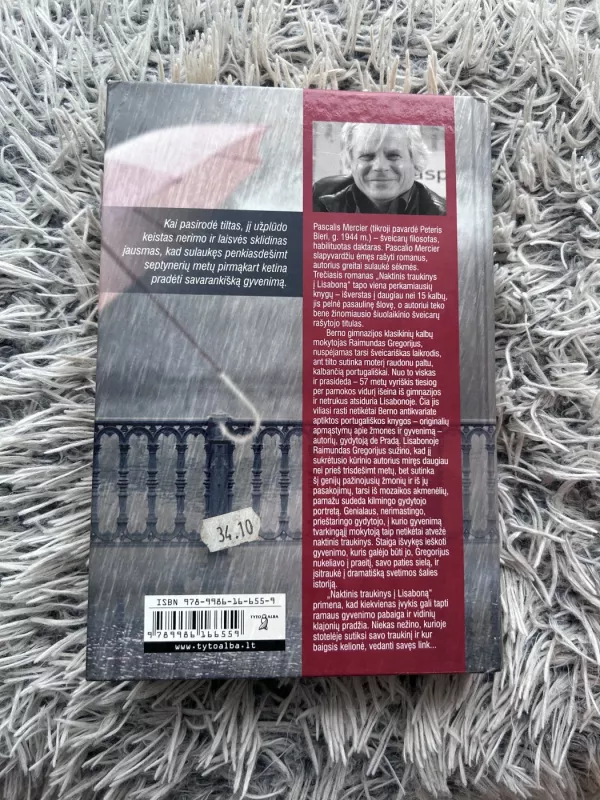 asp
Kai pasirodė tiltas, jį užplūdo
keistas nerimo ir laisvės sklidinas
jausmas, kad sulaukęs penkiasdešimt
septynerių metų pirmąkart ketina
pradėti savarankišką gyvenimą.
Pascalis Mercier (tikroji pavardė Peteris
Bieri, g. 1944 m.) – šveicarų filosofas,
habilituotas daktaras. Pascalio Mercier
slapyvardžiu ėmęs rašyti romanus,
autorius greitai sulaukė sėkmės.
Trečiasis romanas „Naktinis traukinys
į Lisaboną“ tapo viena perkamiausių
knygų – išverstas į daugiau nei 15 kalbų,
jis pelnė pasaulinę šlovę, o autoriui teko
bene žinomiausio šiuolaikinio šveicarų
rašytojo titulas.
Berno gimnazijos klasikinių kalbų
mokytojas Raimundas Gregorijus,
nuspėjamas tarsi šveicariškas laikrodis,
ant tilto sutinka moterį raudonu paltu,
kalbančią portugališkai. Nuo to viskas
ir prasideda – 57 metų vyriškis tiesiog
per pamokos vidurį išeina iš gimnazijos
ir netrukus atsiduria Lisabonoje. Čia jis
viliasi rasti netikėtai Berno antikvariate
aptiktos portugališkos knygos – originalių
apmąstymų apie žmones ir gyvenimą –
autorių, gydytoją de Pradą. Lisabonoje
Raimundas Gregorijus sužino, kad jį
sukrėtusio kūrinio autorius miręs daugiau
nei prieš trisdešimt metų, bet sutinka
šį genijų pažinojusių žmonių ir iš jų
pasakojimų, tarsi iš mozaikos akmenėlių,
pamažu sudeda kilmingo gydytojo
portretą. Genialaus, nerimastingo,
prieštaringo gydytojo, į kurio gyvenimą
tvarkingąjį mokytoją taip netikėtai atvežė
naktinis traukinys. Staiga išvykęs ieškoti
gyvenimo, kuris galėjo būti jo, Gregorijus
nukeliavo į praeitį, savo paties sielą, ir
įsitraukė į dramatišką svetimos šalies
istoriją.
„Naktinis traukinys į Lisaboną“
primena, kad kiekvienas įvykis gali tapti
ramaus gyvenimo pabaiga ir vidinių
klajonių pradžia. Niekas nežino, kurioje
stotelėje sutiksi savo traukinį ir kur
baigsis kelionė, vedanti savęs link...
34.10
ISBN 978-9986-16-655-9
9 789986 166559
TYTO ALBA
www.tytoalba.lt